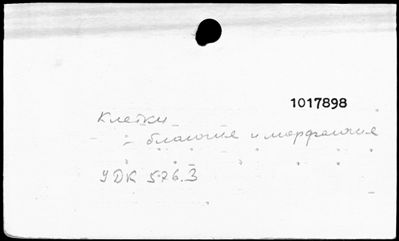 1017898
Клетки
- биология и морфология
УДК 576.3